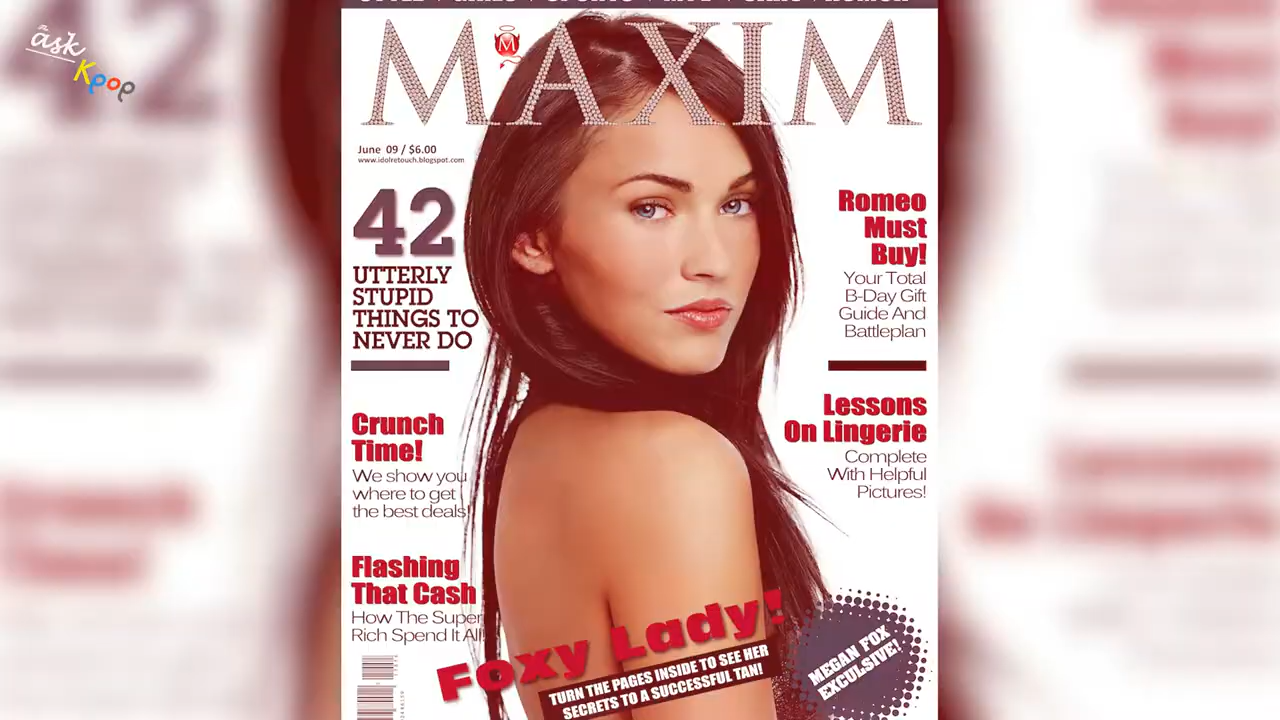 ask
Kpop
MAXIM
M
June 09 / $6.00
www.idolretouch.blogspot.com
42
UTTERLY
STUPID
THINGS TO
NEVER DO
Crunch
Time!
We show you
where to get
the best deals!
Flashing
That Cash
How The Super
Rich Spend It All!
Romeo
Must
Buy!
Your Total
B-Day Gift
Guide And
Battleplan
Lessons
On Lingerie
Complete
With Helpful
Pictures!
Foxy Lady!
TURN THE PAGES INSIDE TO SEE HER
SECRETS TO A SUCCESSFUL TAN!
MEGAN FOX
EXCULSIVE!